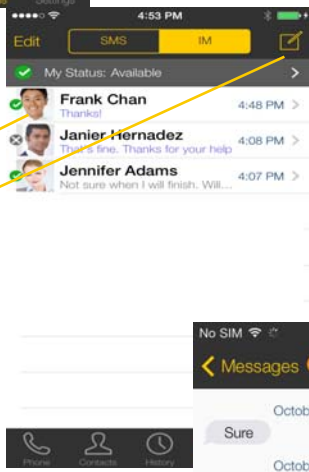 Settings
4:53 PM
Edit
SMS
IM
My Status: Available
Frank Chan
4:48 PM
Thanks!
Janier Hernadez
4:08 PM
That's fine. Thanks for your help
Jennifer Adams
4:07 PM
Not sure when I will finish. Will...
No SIM
Messages
Octob
Sure
Octob
Phone
Contacts
History